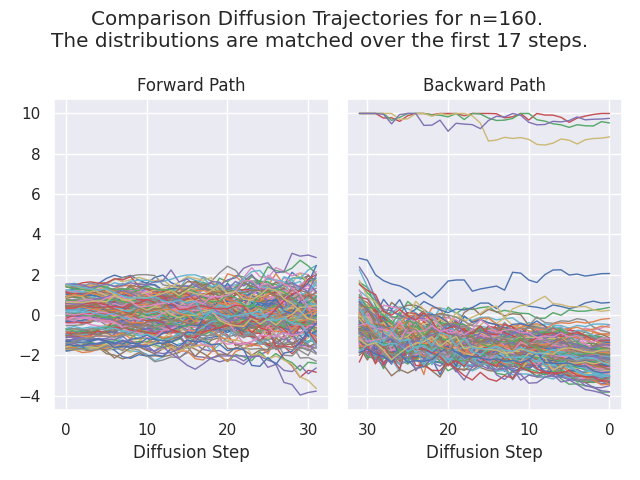 Comparison Diffusion Trajectories for n=160.
The distributions are matched over the first 17 steps.
Forward Path
Backward Path
10
8
6
4
2
0
−2
−4
0
10
20
30
30
20
10
0
Diffusion Step
Diffusion Step